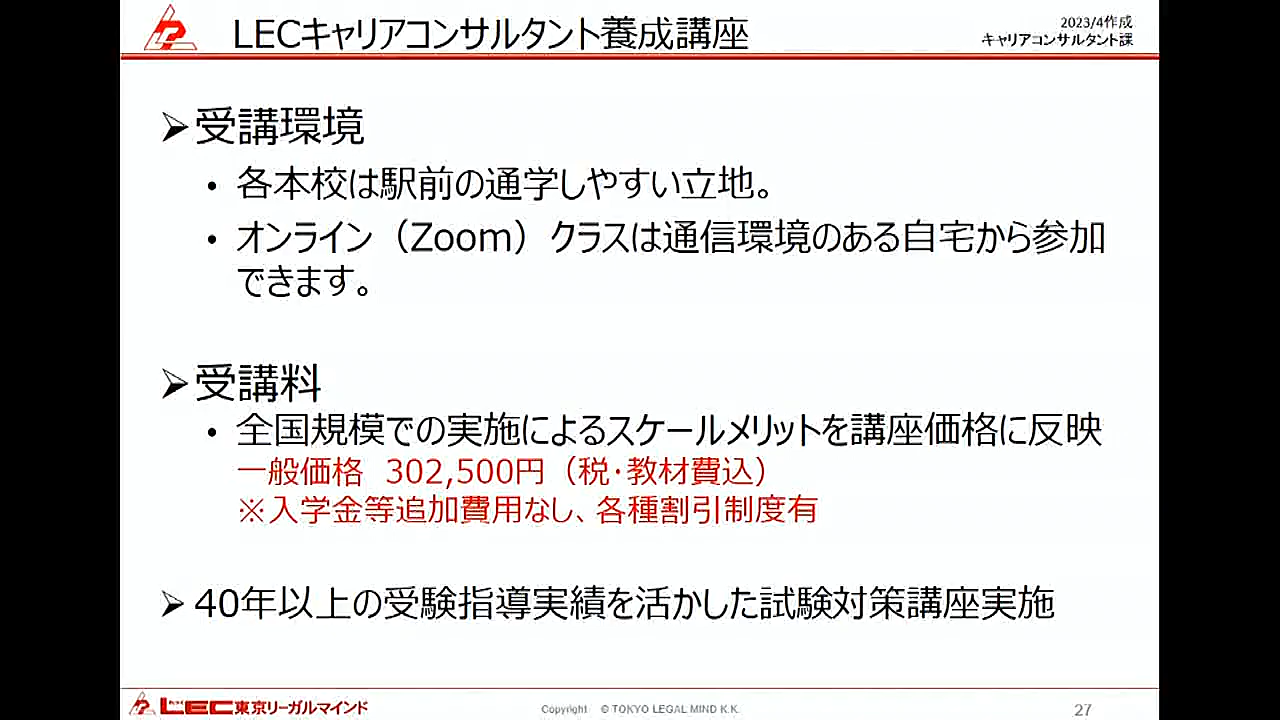 LECキャリアコンサルタント養成講座
2023/4作成
キャリアコンサルタント課
➢受講環境
• 各本校は駅前の通学しやすい立地。
• オンライン（Zoom）クラスは通信環境のある自宅から参加
できます。
➢受講料
• 全国規模での実施によるスケールメリットを講座価格に反映
一般価格 302,500円（税・教材費込）
※入学金等追加費用なし、各種割引制度有
➢40年以上の受験指導実績を活かした試験対策講座実施
LEC東京リーガルマインド
Copyright © TOKYO LEGAL MIND K.K.
27